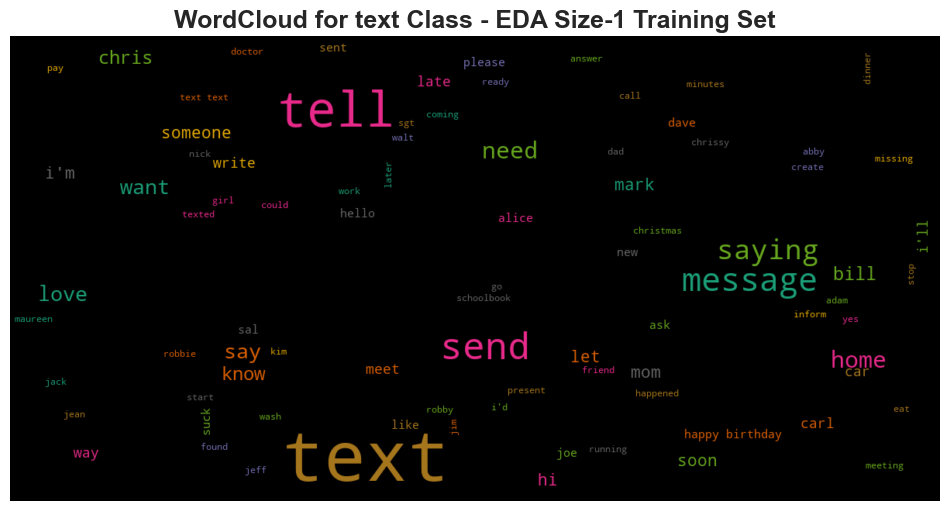 WordCloud for text Class - EDA Size-1 Training Set
sent
doctor
chris
please
answer
pay
late
ready
minutes
dinner
text text
call
tell
coming
sgt
dave
someone
walt
chrissy
need
nick
dad
abby
write
missing
create
i'm
later
want
mark
work
girl
could
hello
texted
alice
christmas
i'll
saying
new
stop
bill
message
go
love
schoolbook
adam
inform
maureen
yes
ask
sal
send
robbie
say
kim
let
home
meet
friend
mom
car
know
jack
present
happened
start
robby
i'd
eat
jean
suck
wash
like
jim
carl
happy birthday
found
running
way
joe
text
soon
jeff
meeting
hi